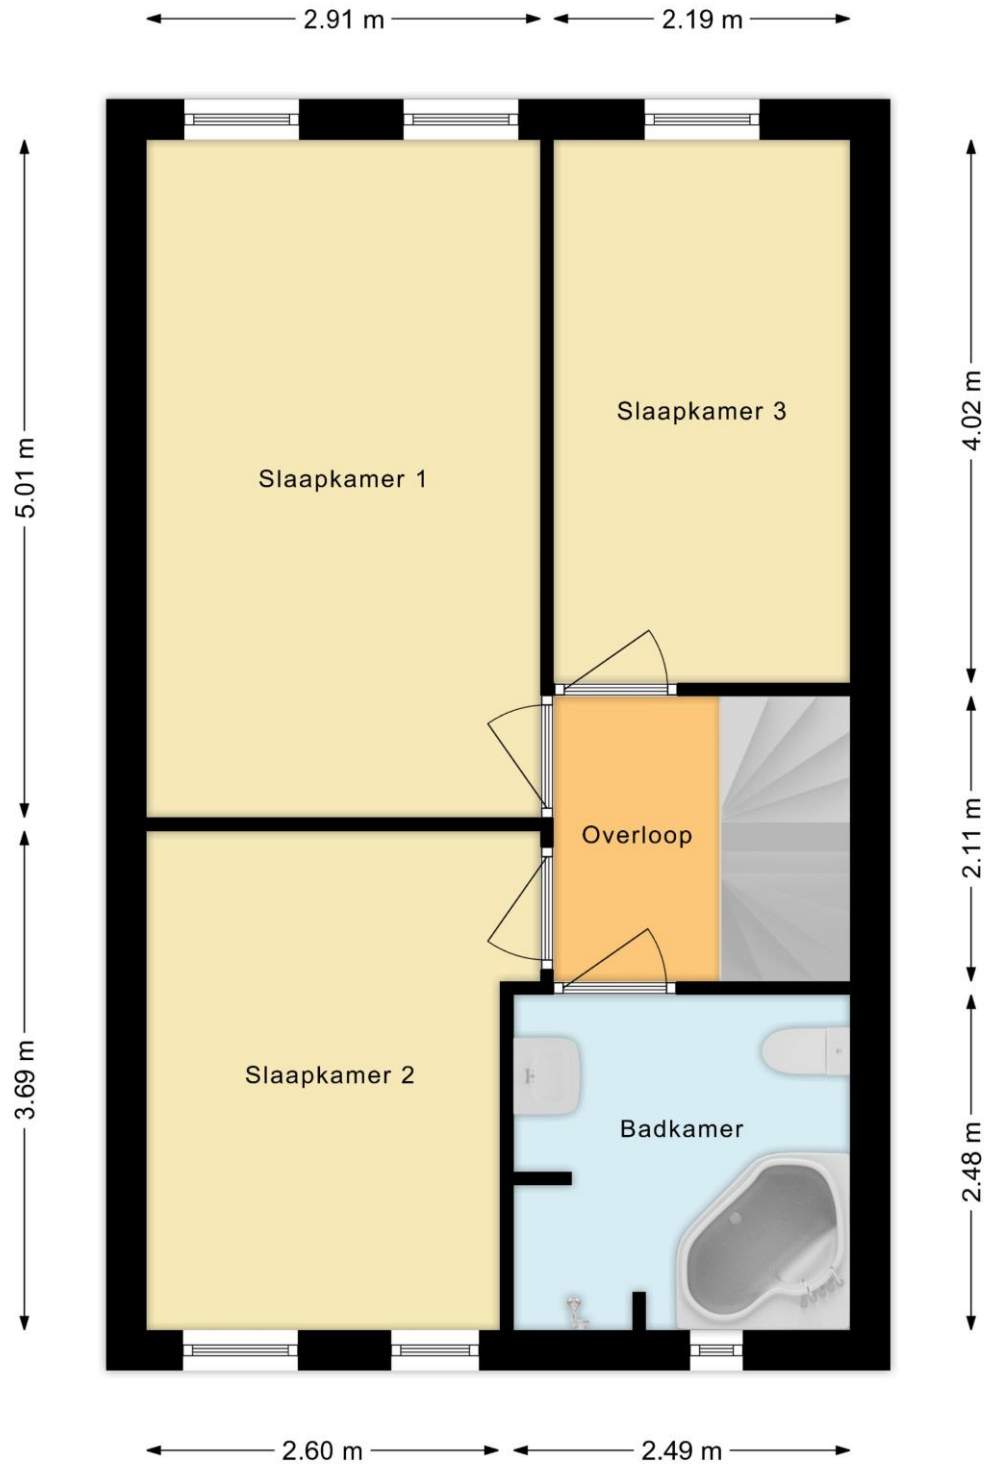 2.91 m
2.19 m
Slaapkamer 3
4.02 m
Slaapkamer 1
5.01 m
Overloop
2.11 m
Slaapkamer 2
3.69 m
Badkamer
2.48 m
2.60 m
2.49 m